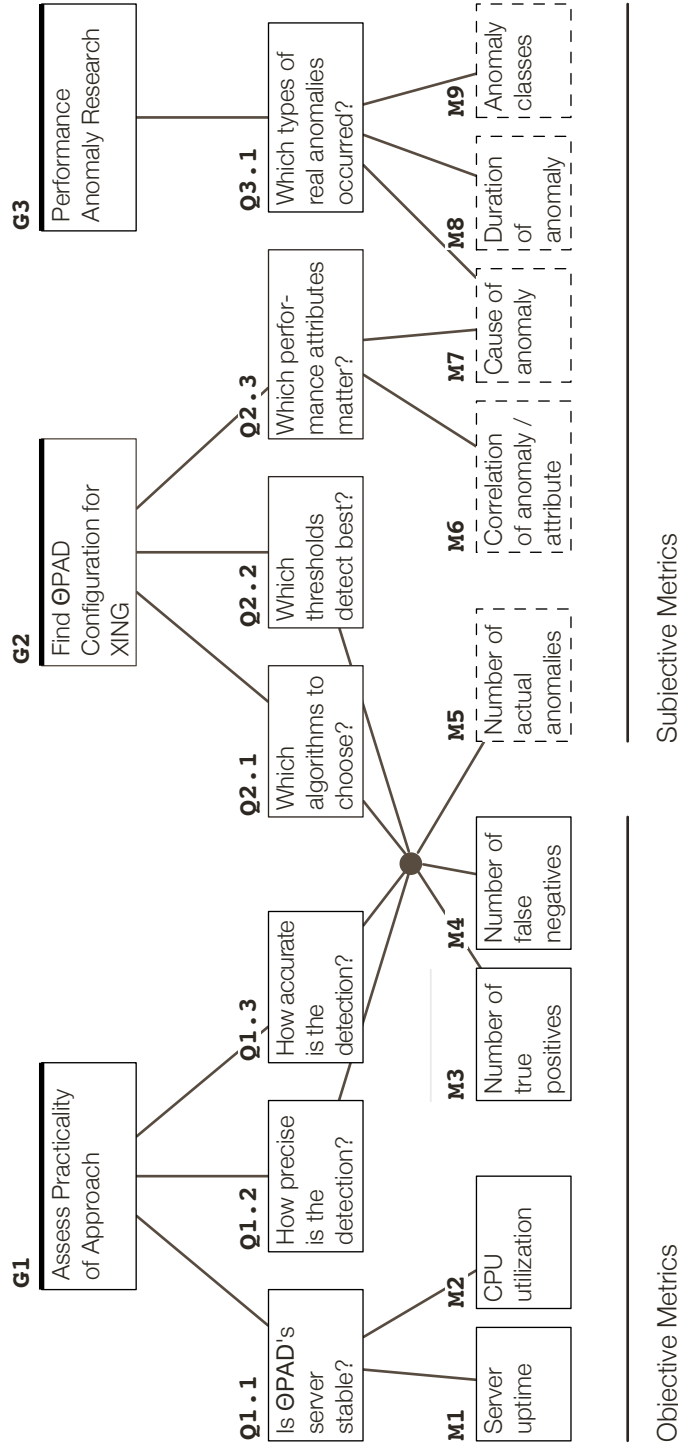 G1
Assess Practicality
of Approach
G2
Find ΘPAD
Configuration for
XING
G3
Performance
Anomaly Research
Q1.1
Is ΘPAD's
server
stable?
Q1.2
How precise
is the
detection?
Q1.3
How accurate
is the
detection?
Q2.1
Which
algorithms to
choose?
Q2.2
Which
thresholds
detect best?
Q2.3
Which perfor-
mance attributes
matter?
Q3.1
Which types of
real anomalies
occurred?
M1
Server
uptime
M2
CPU
utilization
M3
Number of
true
positives
M4
Number of
false
negatives
M5
Number of
actual
anomalies
M6
Correlation
of anomaly /
attribute
M7
Cause of
anomaly
M8
Duration
of
anomaly
M9
Anomaly
classes
Objective Metrics
Subjective Metrics